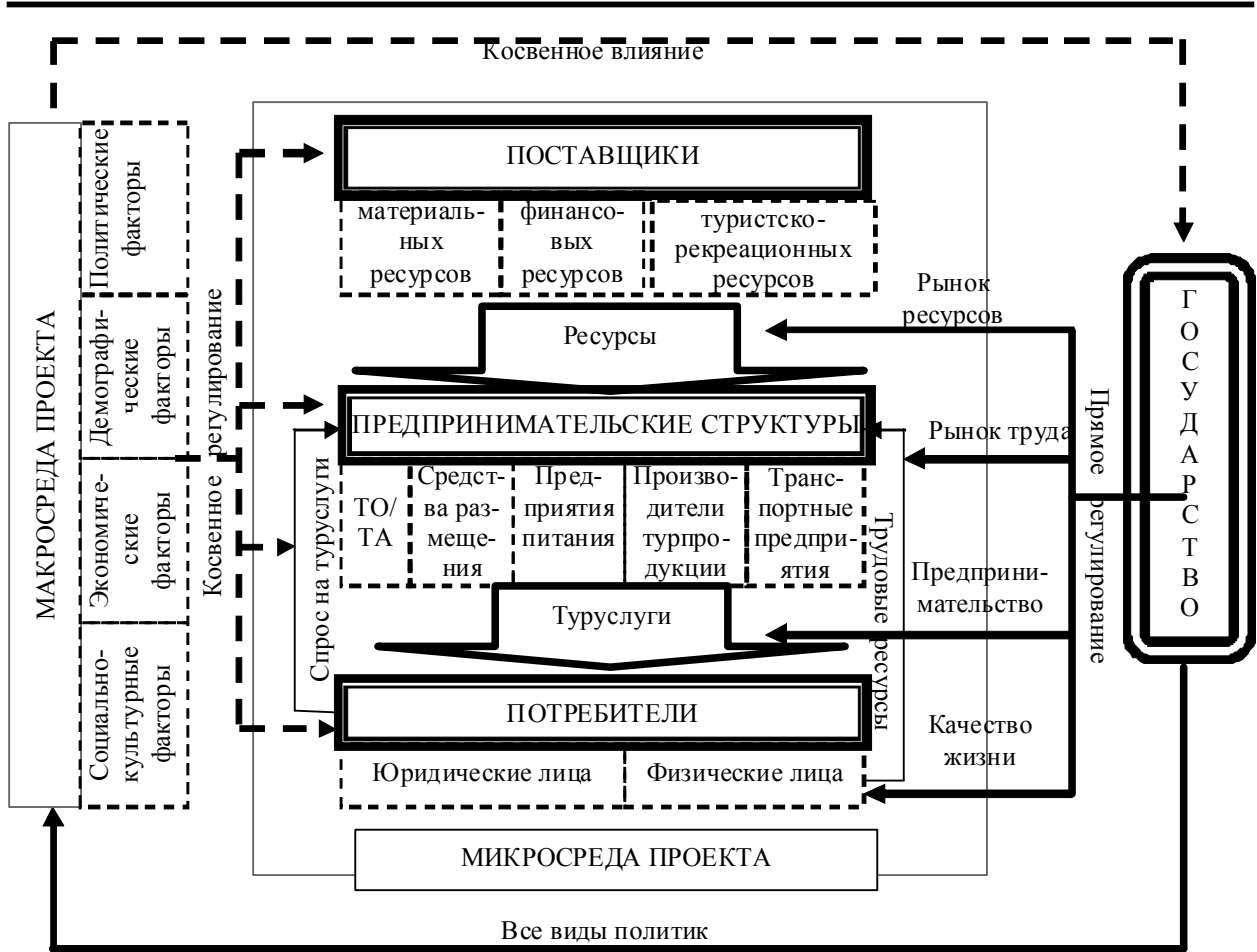 Косвенное влияние
МАКРОСРЕДА ПРОЕКТА
Политические
факторы
Демографи-
ческие
факторы
Экономиче-
ские
факторы
Социально-
культурные
факторы
Косвенное регулирование
ПОСТАВЩИКИ
материаль-
ных
ресурсов
финансо-
вых
ресурсов
туристско-
рекреационных
ресурсов
Ресурсы
Рынок
ресурсов
ПРЕДПРИНИМАТЕЛЬСКИЕ СТРУКТУРЫ
Рынок труда
ТО/
ТА
Средст-
ва раз-
меще-
ния
Пред-
приятия
питания
Произво-
дители
турпро-
дукции
Транс-
портные
предпри-
ятия
Спрос на туруслуги
Трудовые ресурсы
Предприни-
мательство
Туруслуги
ПОТРЕБИТЕЛИ
Юридические лица
Физические лица
Качество
жизни
Прямое регулирование
Г
О
С
У
Д
А
Р
С
Т
В
О
МИКРОСРЕДА ПРОЕКТА
Все виды политик